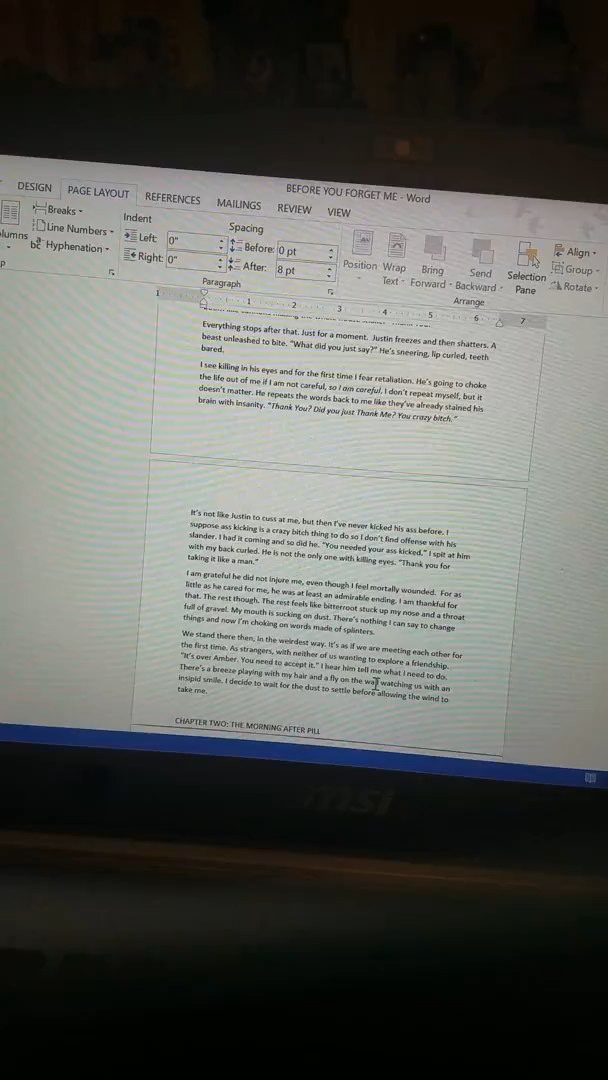 BEFORE YOU FORGET ME - Word
DESIGN PAGE LAYOUT REFERENCES MAILINGS REVIEW VIEW
Breaks
Line Numbers
Hyphenation
Indent
Left: 0"
Right: 0"
Spacing
Before: 0 pt
After: 8 pt
Paragraph
Position
Wrap Text
Bring Forward
Send Backward
Selection Pane
Align
Group
Rotate
Arrange
1 1 2 3 4 5 6 7
Everything stops after that. Just for a moment. Justin freezes and then shatters. A
beast unleashed to bite. "What did you just say?" He's sneering, lip curled, teeth
bared.
I see killing in his eyes and for the first time I fear retaliation. He's going to choke
the life out of me if I am not careful, so I am careful. I don't repeat myself, but it
doesn't matter. He repeats the words back to me like they've already stained his
brain with insanity. "Thank You? Did you just Thank Me? You crazy bitch."
It's not like Justin to cuss at me, but then I've never kicked his ass before. I
suppose ass kicking is a crazy bitch thing to do so I don't find offense with his
slander. I had it coming and so did he. "You needed your ass kicked." I spit at him
with my back curled. He is not the only one with killing eyes. "Thank you for
taking it like a man."
I am grateful he did not injure me, even though I feel mortally wounded. For as
little as he cared for me, he was at least an admirable ending. I am thankful for
that. The rest though. The rest feels like bitterroot stuck up my nose and a throat
full of gravel. My mouth is sucking on dust. There's nothing I can say to change
things and now I'm choking on words made of splinters.
We stand there then, in the weirdest way. It's as if we are meeting each other for
the first time. As strangers, with neither of us wanting to explore a friendship.
"It's over Amber. You need to accept it." I hear him tell me what I need to do.
There's a breeze playing with my hair and a fly on the wall watching us with an
insipid smile. I decide to wait for the dust to settle before allowing the wind to
take me.
CHAPTER TWO: THE MORNING AFTER PILL
msi